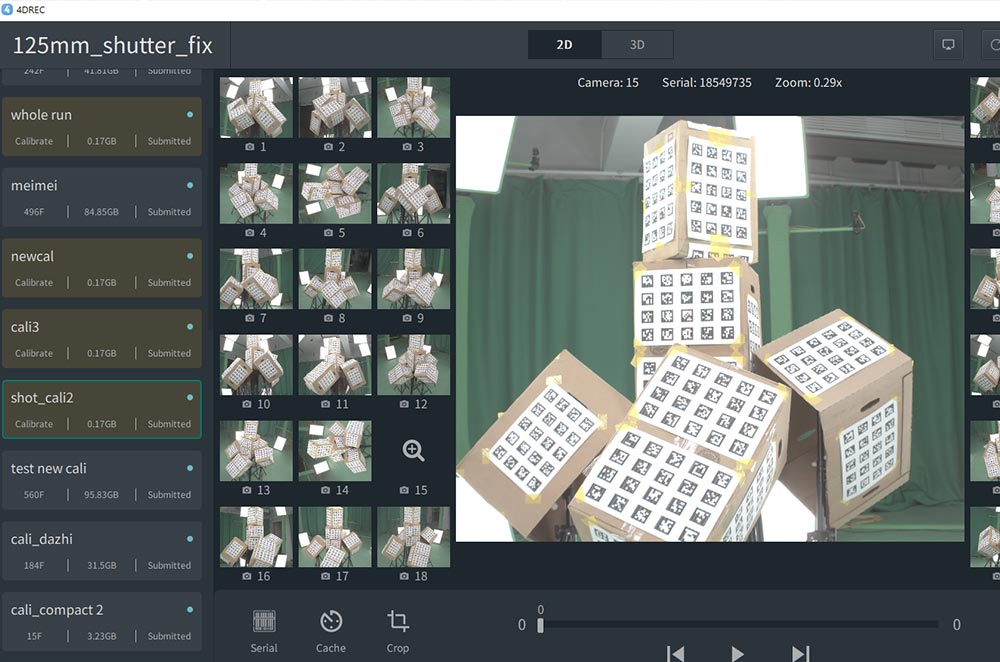 4DREC
125mm_shutter_fix
2D 3D
Camera: 15 Serial: 18549735 Zoom: 0.29x
242F | 41.81GB | Submitted
whole run
Calibrate | 0.17GB | Submitted
meimei
496F | 84.85GB | Submitted
newcal
Calibrate | 0.17GB | Submitted
cali3
Calibrate | 0.17GB | Submitted
shot_cali2
Calibrate | 0.17GB | Submitted
test new cali
560F | 95.83GB | Submitted
cali_dazhi
184F | 31.5GB | Submitted
cali_compact 2
15F | 3.23GB | Submitted
1 2 3
4 5 6
7 8 9
10 11 12
13 14 15
16 17 18
Serial Cache Crop
0
0 0